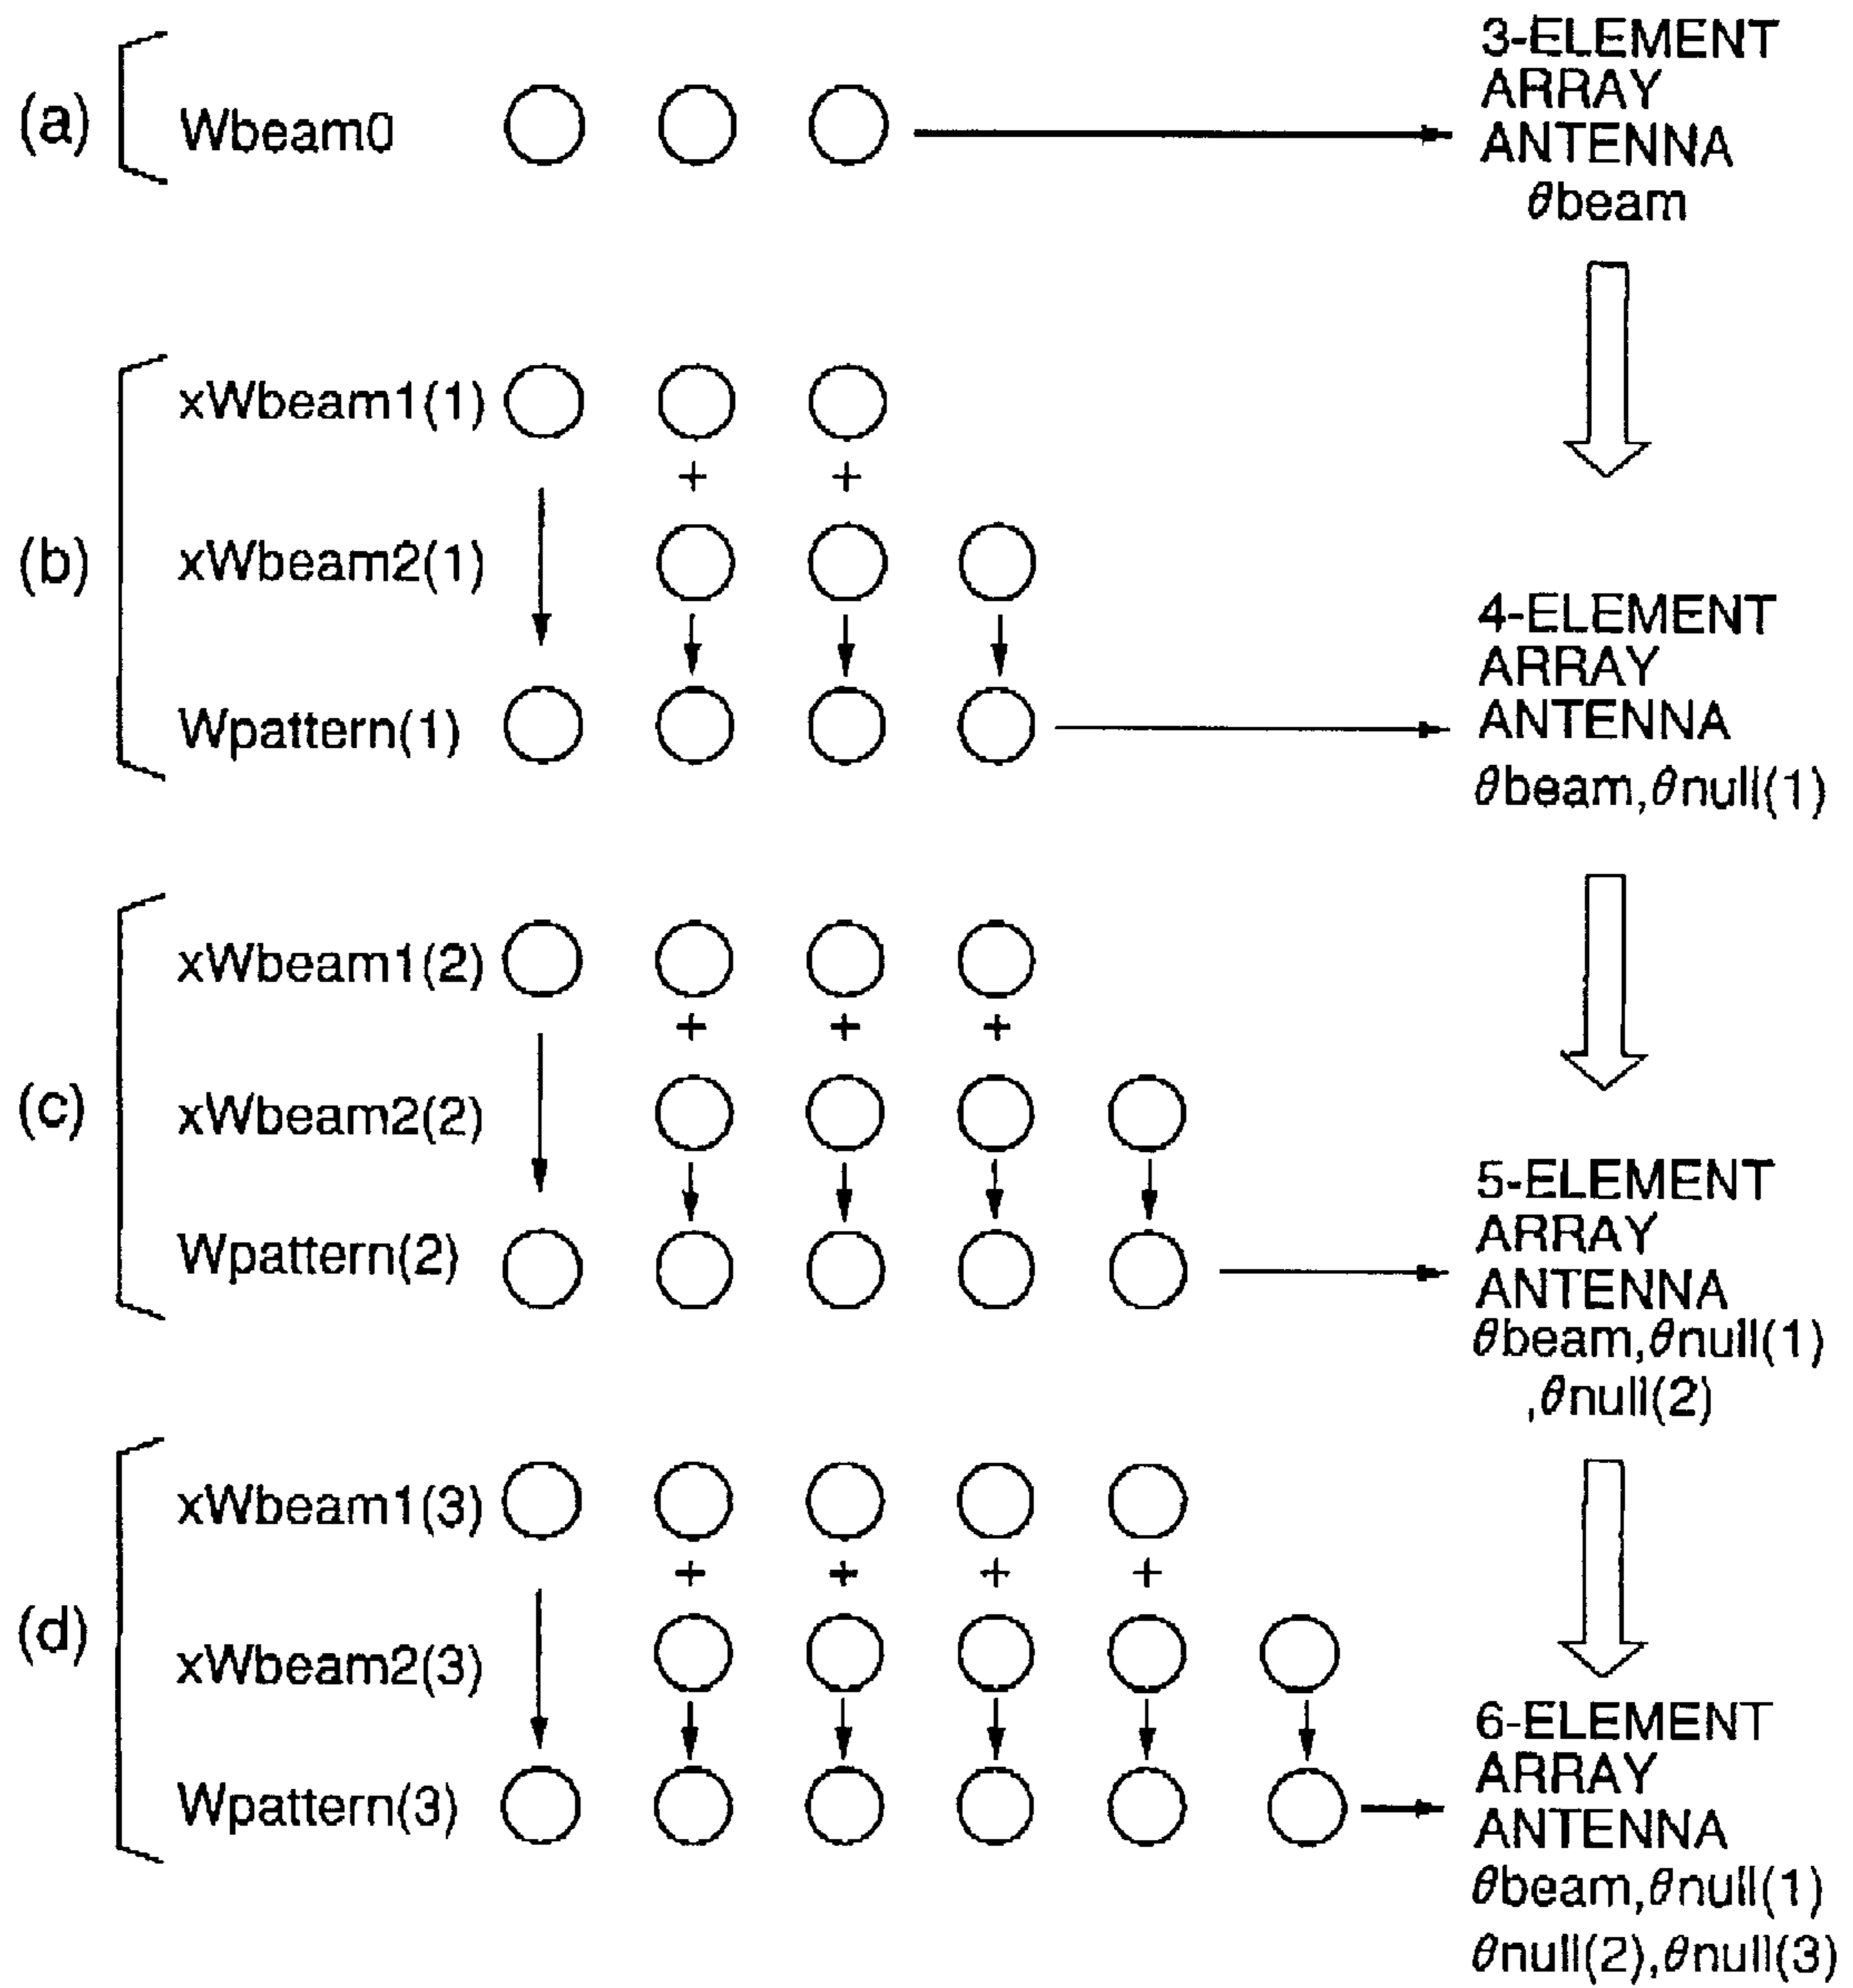 (a)
Wbeam0
3-ELEMENT
ARRAY
ANTENNA
θbeam
(b)
xWbeam1(1)
+ +
xWbeam2(1)
Wpattern(1)
4-ELEMENT
ARRAY
ANTENNA
θbeam,θnull(1)
(c)
xWbeam1(2)
+ + +
xWbeam2(2)
Wpattern(2)
5-ELEMENT
ARRAY
ANTENNA
θbeam,θnull(1)
,θnull(2)
(d)
xWbeam1(3)
+ + + +
xWbeam2(3)
Wpattern(3)
6-ELEMENT
ARRAY
ANTENNA
θbeam,θnull(1)
θnull(2),θnull(3)